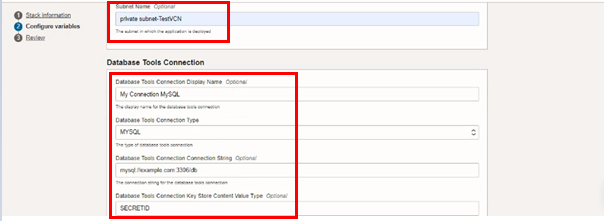 Subnet Name Optional
private subnet-TestVCN
The subnet in which the application is deployed
1 Stack information
2 Configure variables
3 Review
Database Tools Connection
Database Tools Connection Display Name Optional
My Connection MySQL
The display name for the database tools connection
Database Tools Connection Type
MYSQL
The type of database tools connection
Database Tools Connection Connection String Optional
mysql://example.com:3306/db
The connection string for the database tools connection
Database Tools Connection Key Store Content Value Type Optional
SECRETID